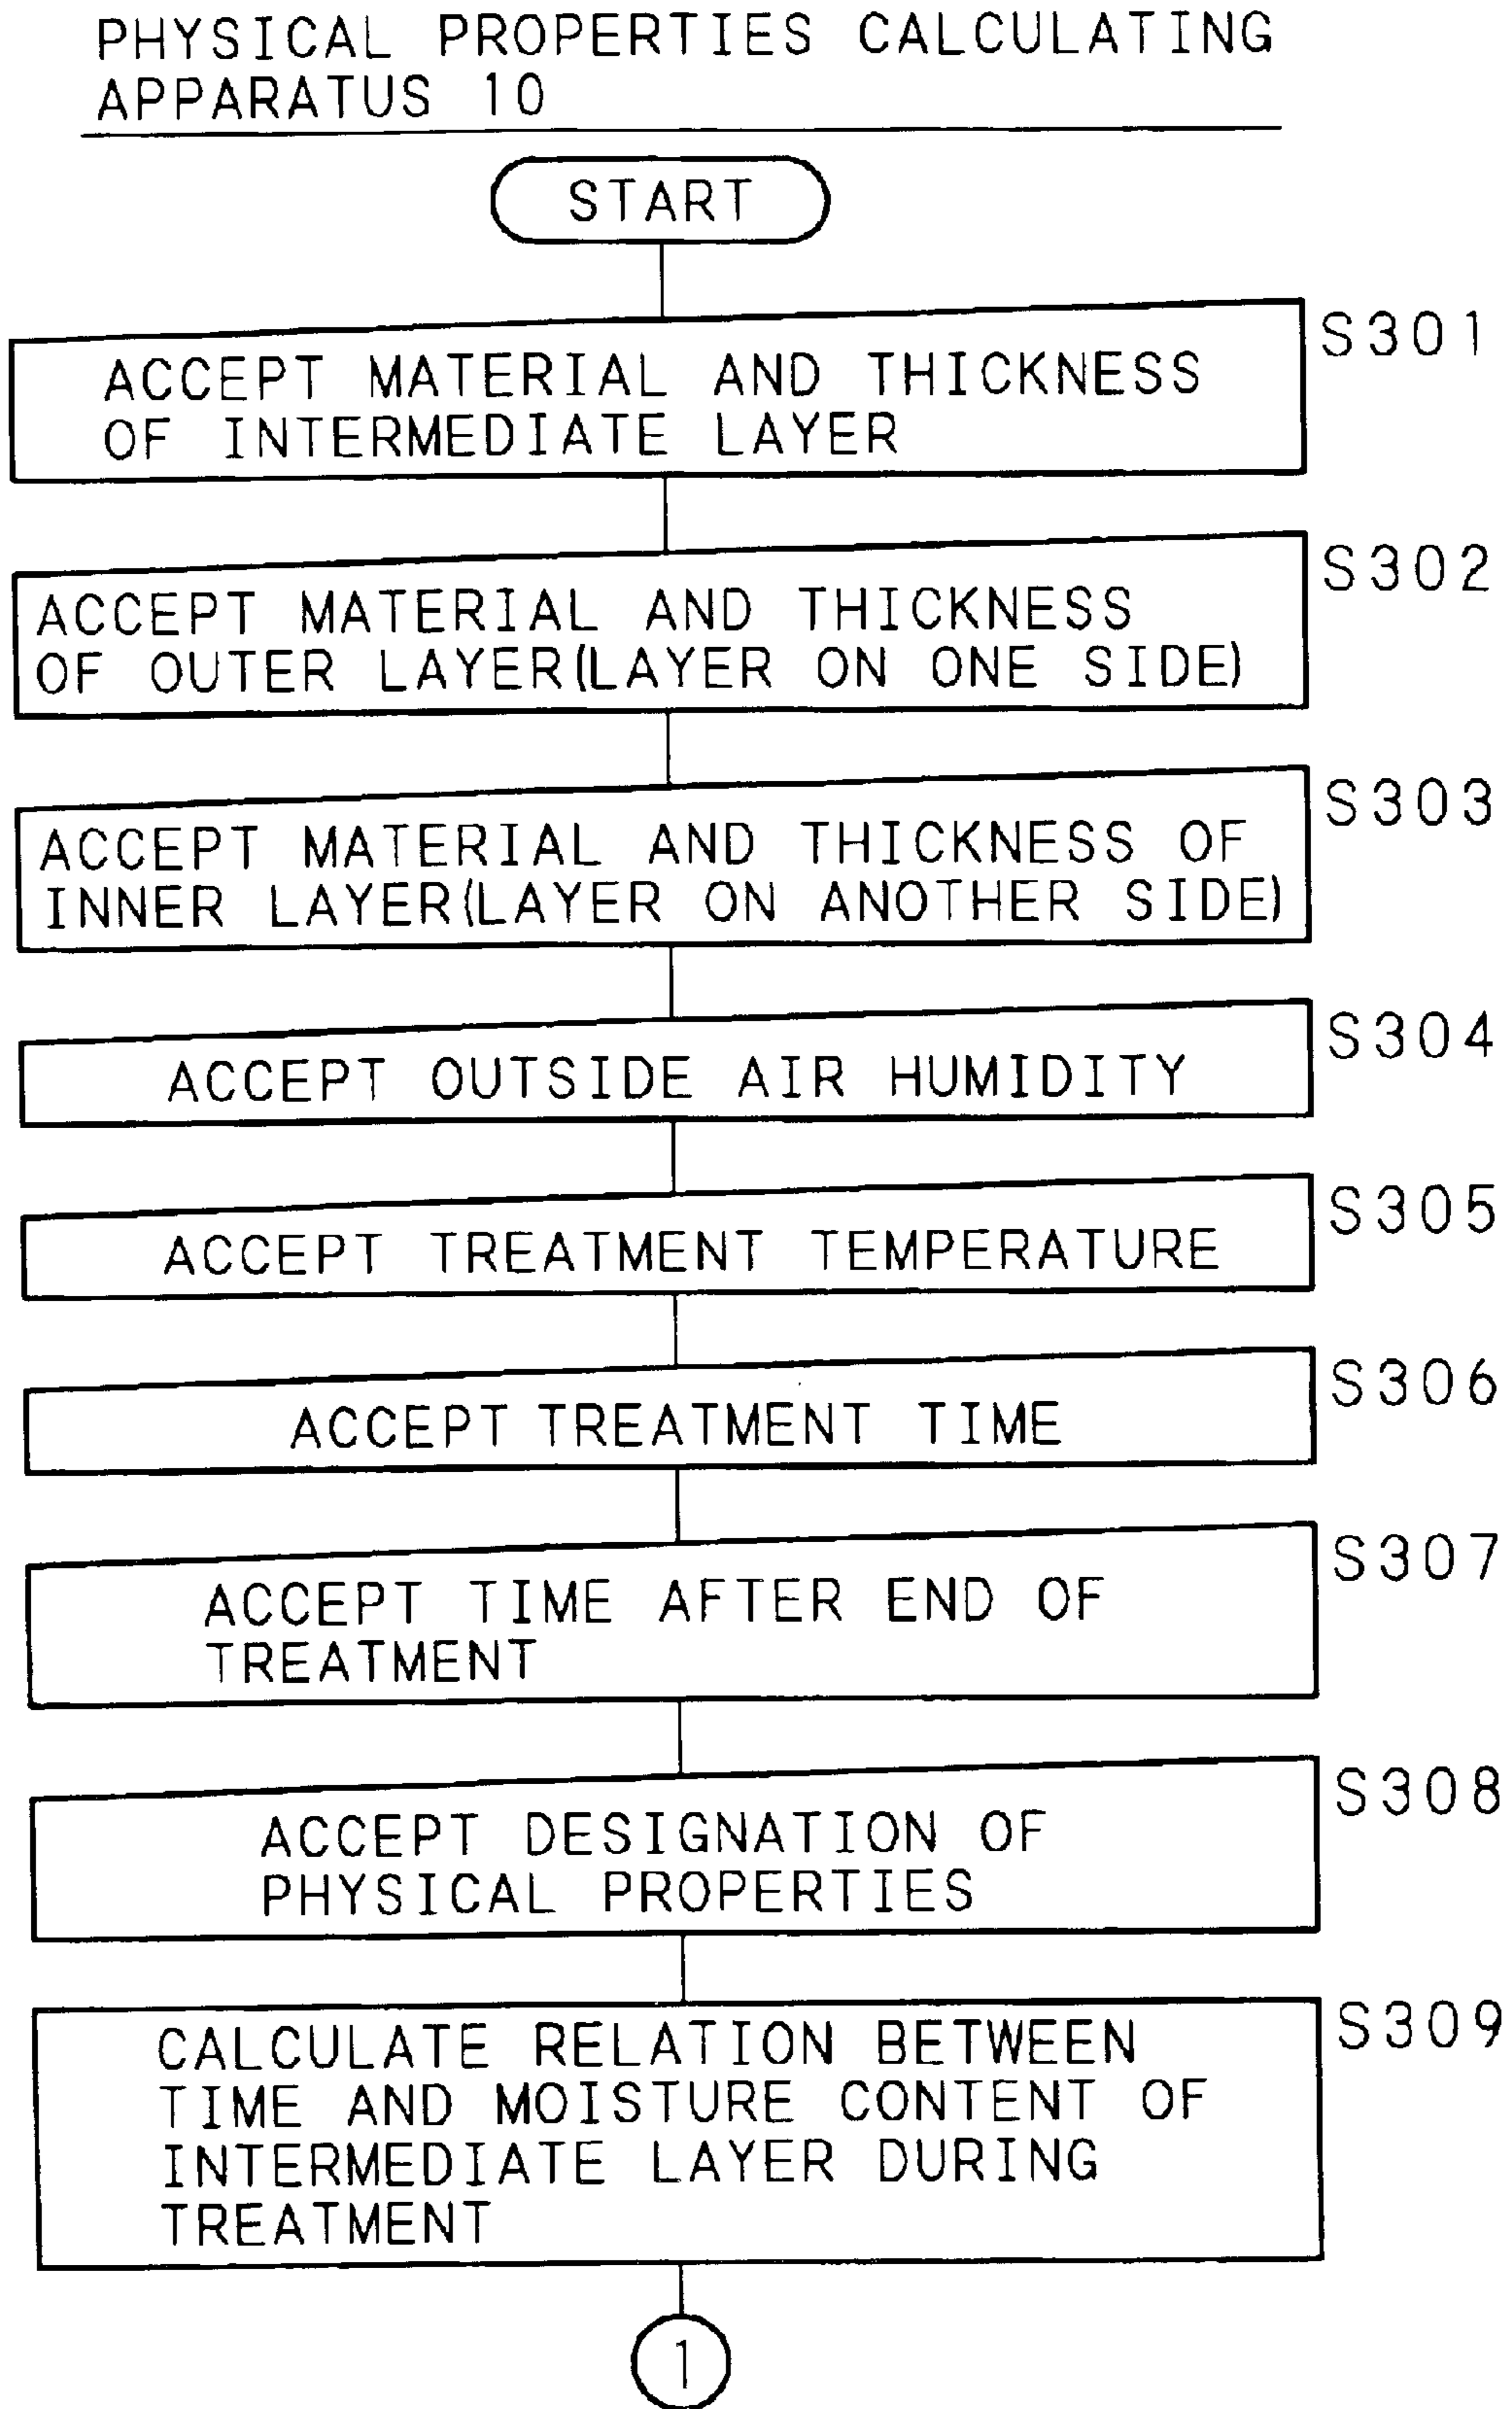 PHYSICAL PROPERTIES CALCULATING
APPARATUS 10
START
S301
ACCEPT MATERIAL AND THICKNESS
OF INTERMEDIATE LAYER
S302
ACCEPT MATERIAL AND THICKNESS
OF OUTER LAYER(LAYER ON ONE SIDE)
S303
ACCEPT MATERIAL AND THICKNESS OF
INNER LAYER(LAYER ON ANOTHER SIDE)
S304
ACCEPT OUTSIDE AIR HUMIDITY
S305
ACCEPT TREATMENT TEMPERATURE
S306
ACCEPT TREATMENT TIME
S307
ACCEPT TIME AFTER END OF
TREATMENT
S308
ACCEPT DESIGNATION OF
PHYSICAL PROPERTIES
S309
CALCULATE RELATION BETWEEN
TIME AND MOISTURE CONTENT OF
INTERMEDIATE LAYER DURING
TREATMENT
1